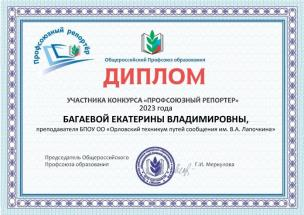 Профсоюзный репортёр
Общероссийский Профсоюз образования
ДИПЛОМ
УЧАСТНИКА КОНКУРСА «ПРОФСОЮЗНЫЙ РЕПОРТЕР»
2023 года
БАГАЕВОЙ ЕКАТЕРИНЫ ВЛАДИМИРОВНЫ,
преподавателя БПОУ ОО «Орловский техникум путей сообщения им. В.А. Лапочкина»
Председатель Общероссийского
Профсоюза образования
Г.И. Меркулова